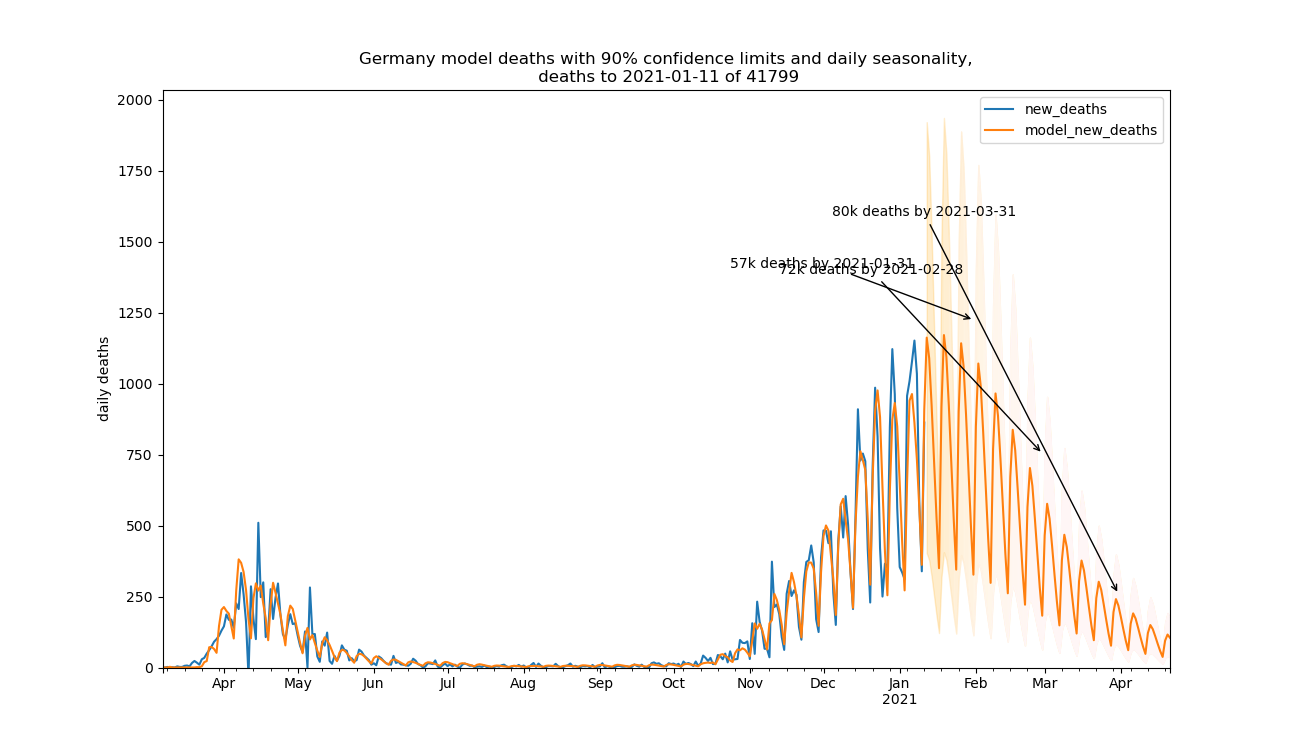 Germany model deaths with 90% confidence limits and daily seasonality,
deaths to 2021-01-11 of 41799
new_deaths
model_new_deaths
80k deaths by 2021-03-31
57k deaths by 2021-01-31
72k deaths by 2021-02-28
daily deaths
2000
1750
1500
1250
1000
750
500
250
0
Apr May Jun Jul Aug Sep Oct Nov Dec Jan Feb Mar Apr
2021